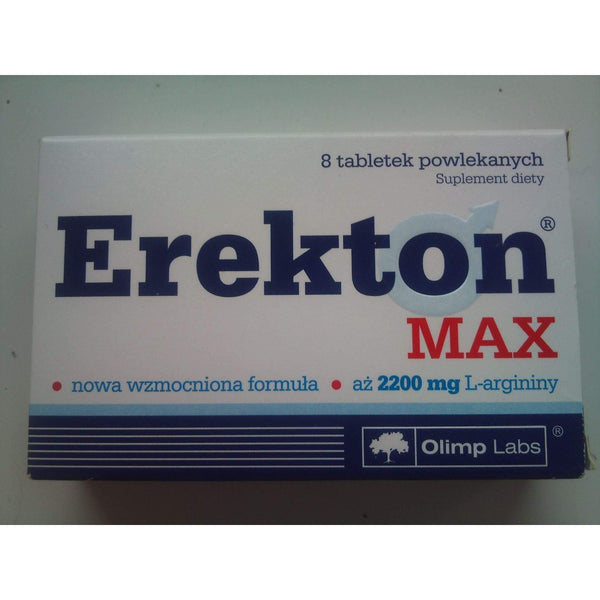 8 tabletek powlekanych
Suplement diety
Erekton®
MAX
• nowa wzmocniona formuła • aż 2200 mg L-argininy
Olimp Labs®